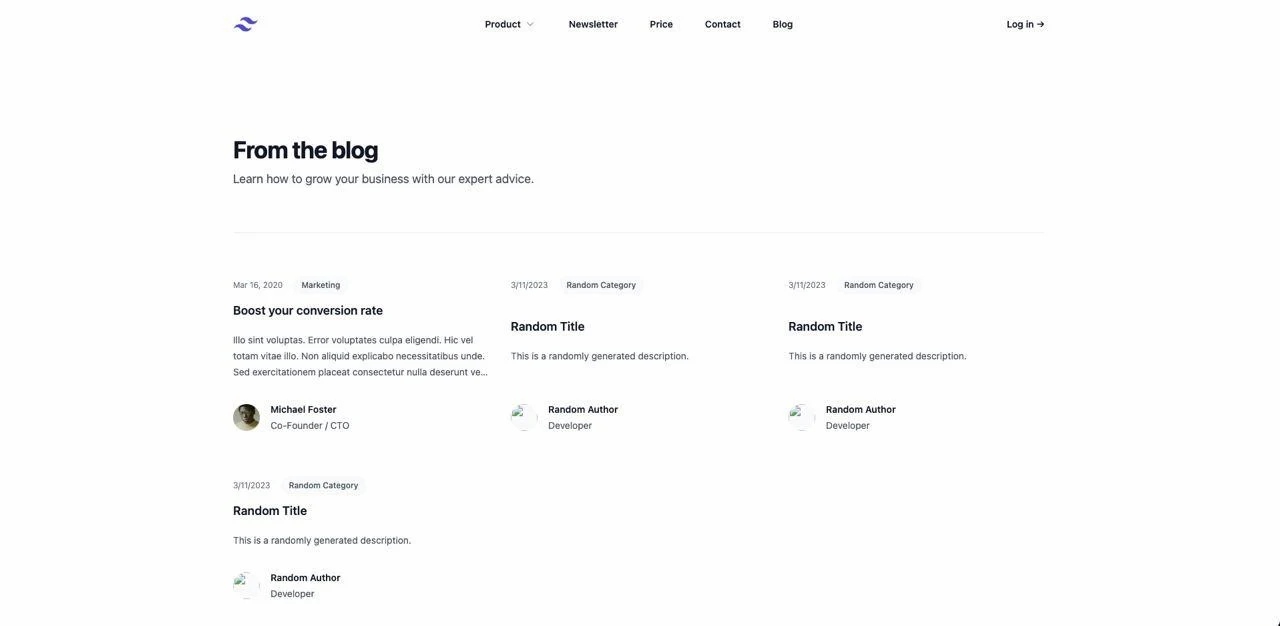 Product
Newsletter
Price
Contact
Blog
Log in →
From the blog
Learn how to grow your business with our expert advice.
Mar 16, 2020
Marketing
Boost your conversion rate
Illo sint voluptas. Error voluptates culpa eligendi. Hic vel
totam vitae illo. Non aliquid explicabo necessitatibus unde.
Sed exercitationem placeat consectetur nulla deserunt ve...
Michael Foster
Co-Founder / CTO
3/11/2023
Random Category
Random Title
This is a randomly generated description.
Random Author
Developer
3/11/2023
Random Category
Random Title
This is a randomly generated description.
Random Author
Developer
3/11/2023
Random Category
Random Title
This is a randomly generated description.
Random Author
Developer